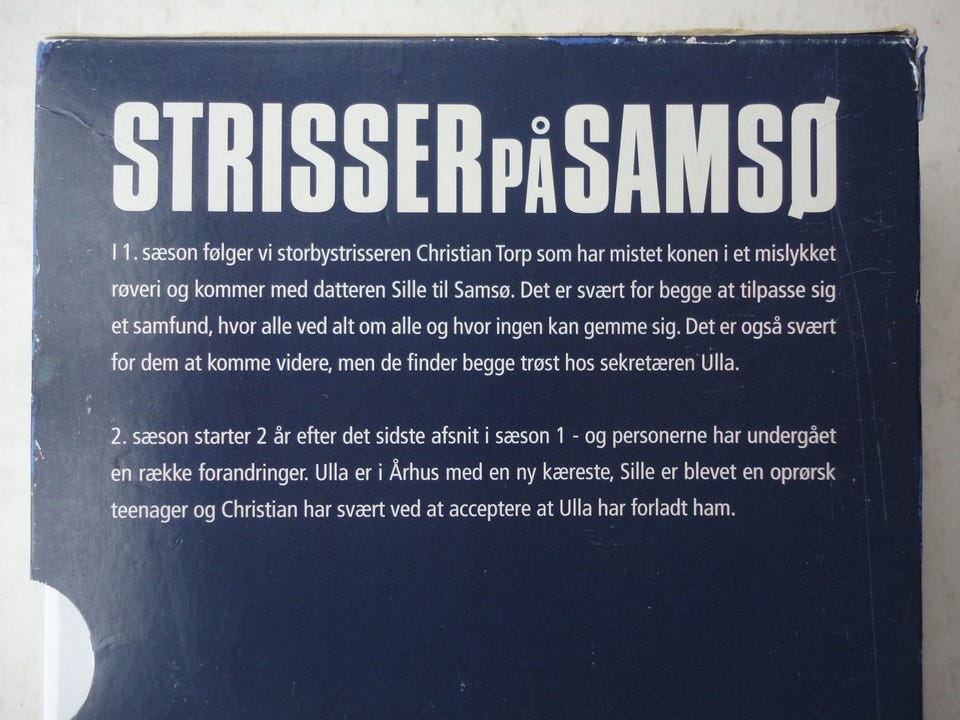 STRISSER PÅ SAMSØ
I 1. sæson følger vi storbystrisseren Christian Torp som har mistet konen i et mislykket
røveri og kommer med datteren Sille til Samsø. Det er svært for begge at tilpasse sig
et samfund, hvor alle ved alt om alle og hvor ingen kan gemme sig. Det er også svært
for dem at komme videre, men de finder begge trøst hos sekretæren Ulla.
2. sæson starter 2 år efter det sidste afsnit i sæson 1 - og personerne har undergået
en række forandringer. Ulla er i Århus med en ny kæreste, Sille er blevet en oprørsk
teenager og Christian har svært ved at acceptere at Ulla har forladt ham.